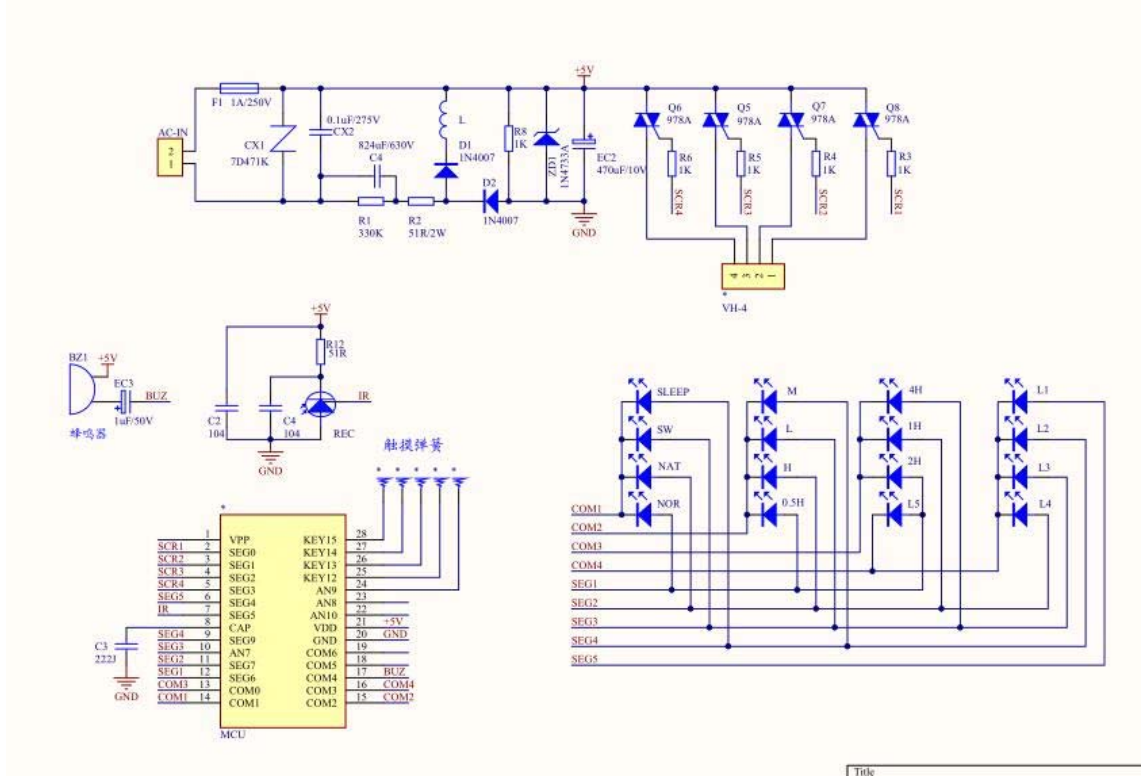 +5V
F1 1A/250V
AC-IN
2
1
CX1
7D471K
0.1uF/275V
CX2
824uF/630V
C4
R1
330K
R2
51R/2W
L
D1
1N4007
D2
1N4007
R8
1K
ZD1
1N4733A
EC2
470uF/10V
GND
Q6
978A
Q5
978A
Q7
978A
Q8
978A
R6
1K
R5
1K
R4
1K
R3
1K
SCR4
SCR3
SCR2
SCR1
4 3 2 1
*
VH-4
BZ1
+5V
EC3
BUZ
1uF/50V
蜂鸣器
+5V
R12
51R
IR
C2
104
C4
104
REC
GND
触摸弹簧
* * * * *
*
1 VPP
SCR1 2 SEG0
SCR2 3 SEG1
SCR3 4 SEG2
SCR4 5 SEG3
SEG5 6 SEG4
IR 7 SEG5
8 CAP
SEG4 9 SEG9
SEG3 10 AN7
SEG2 11 SEG7
SEG1 12 SEG6
COM3 13 COM0
COM1 14 COM1
KEY15 28
KEY14 27
KEY13 26
KEY12 25
AN9 24
AN8 23
AN10 22
VDD 21 +5V
GND 20 GND
COM6 19
COM5 18
COM4 17 BUZ
COM3 16 COM4
COM2 15 COM2
MCU
C3
222J
GND
SLEEP
SW
NAT
NOR
M
L
H
0.5H
4H
1H
2H
L5
L1
L2
L3
L4
COM1
COM2
COM3
COM4
SEG1
SEG2
SEG3
SEG4
SEG5
Title